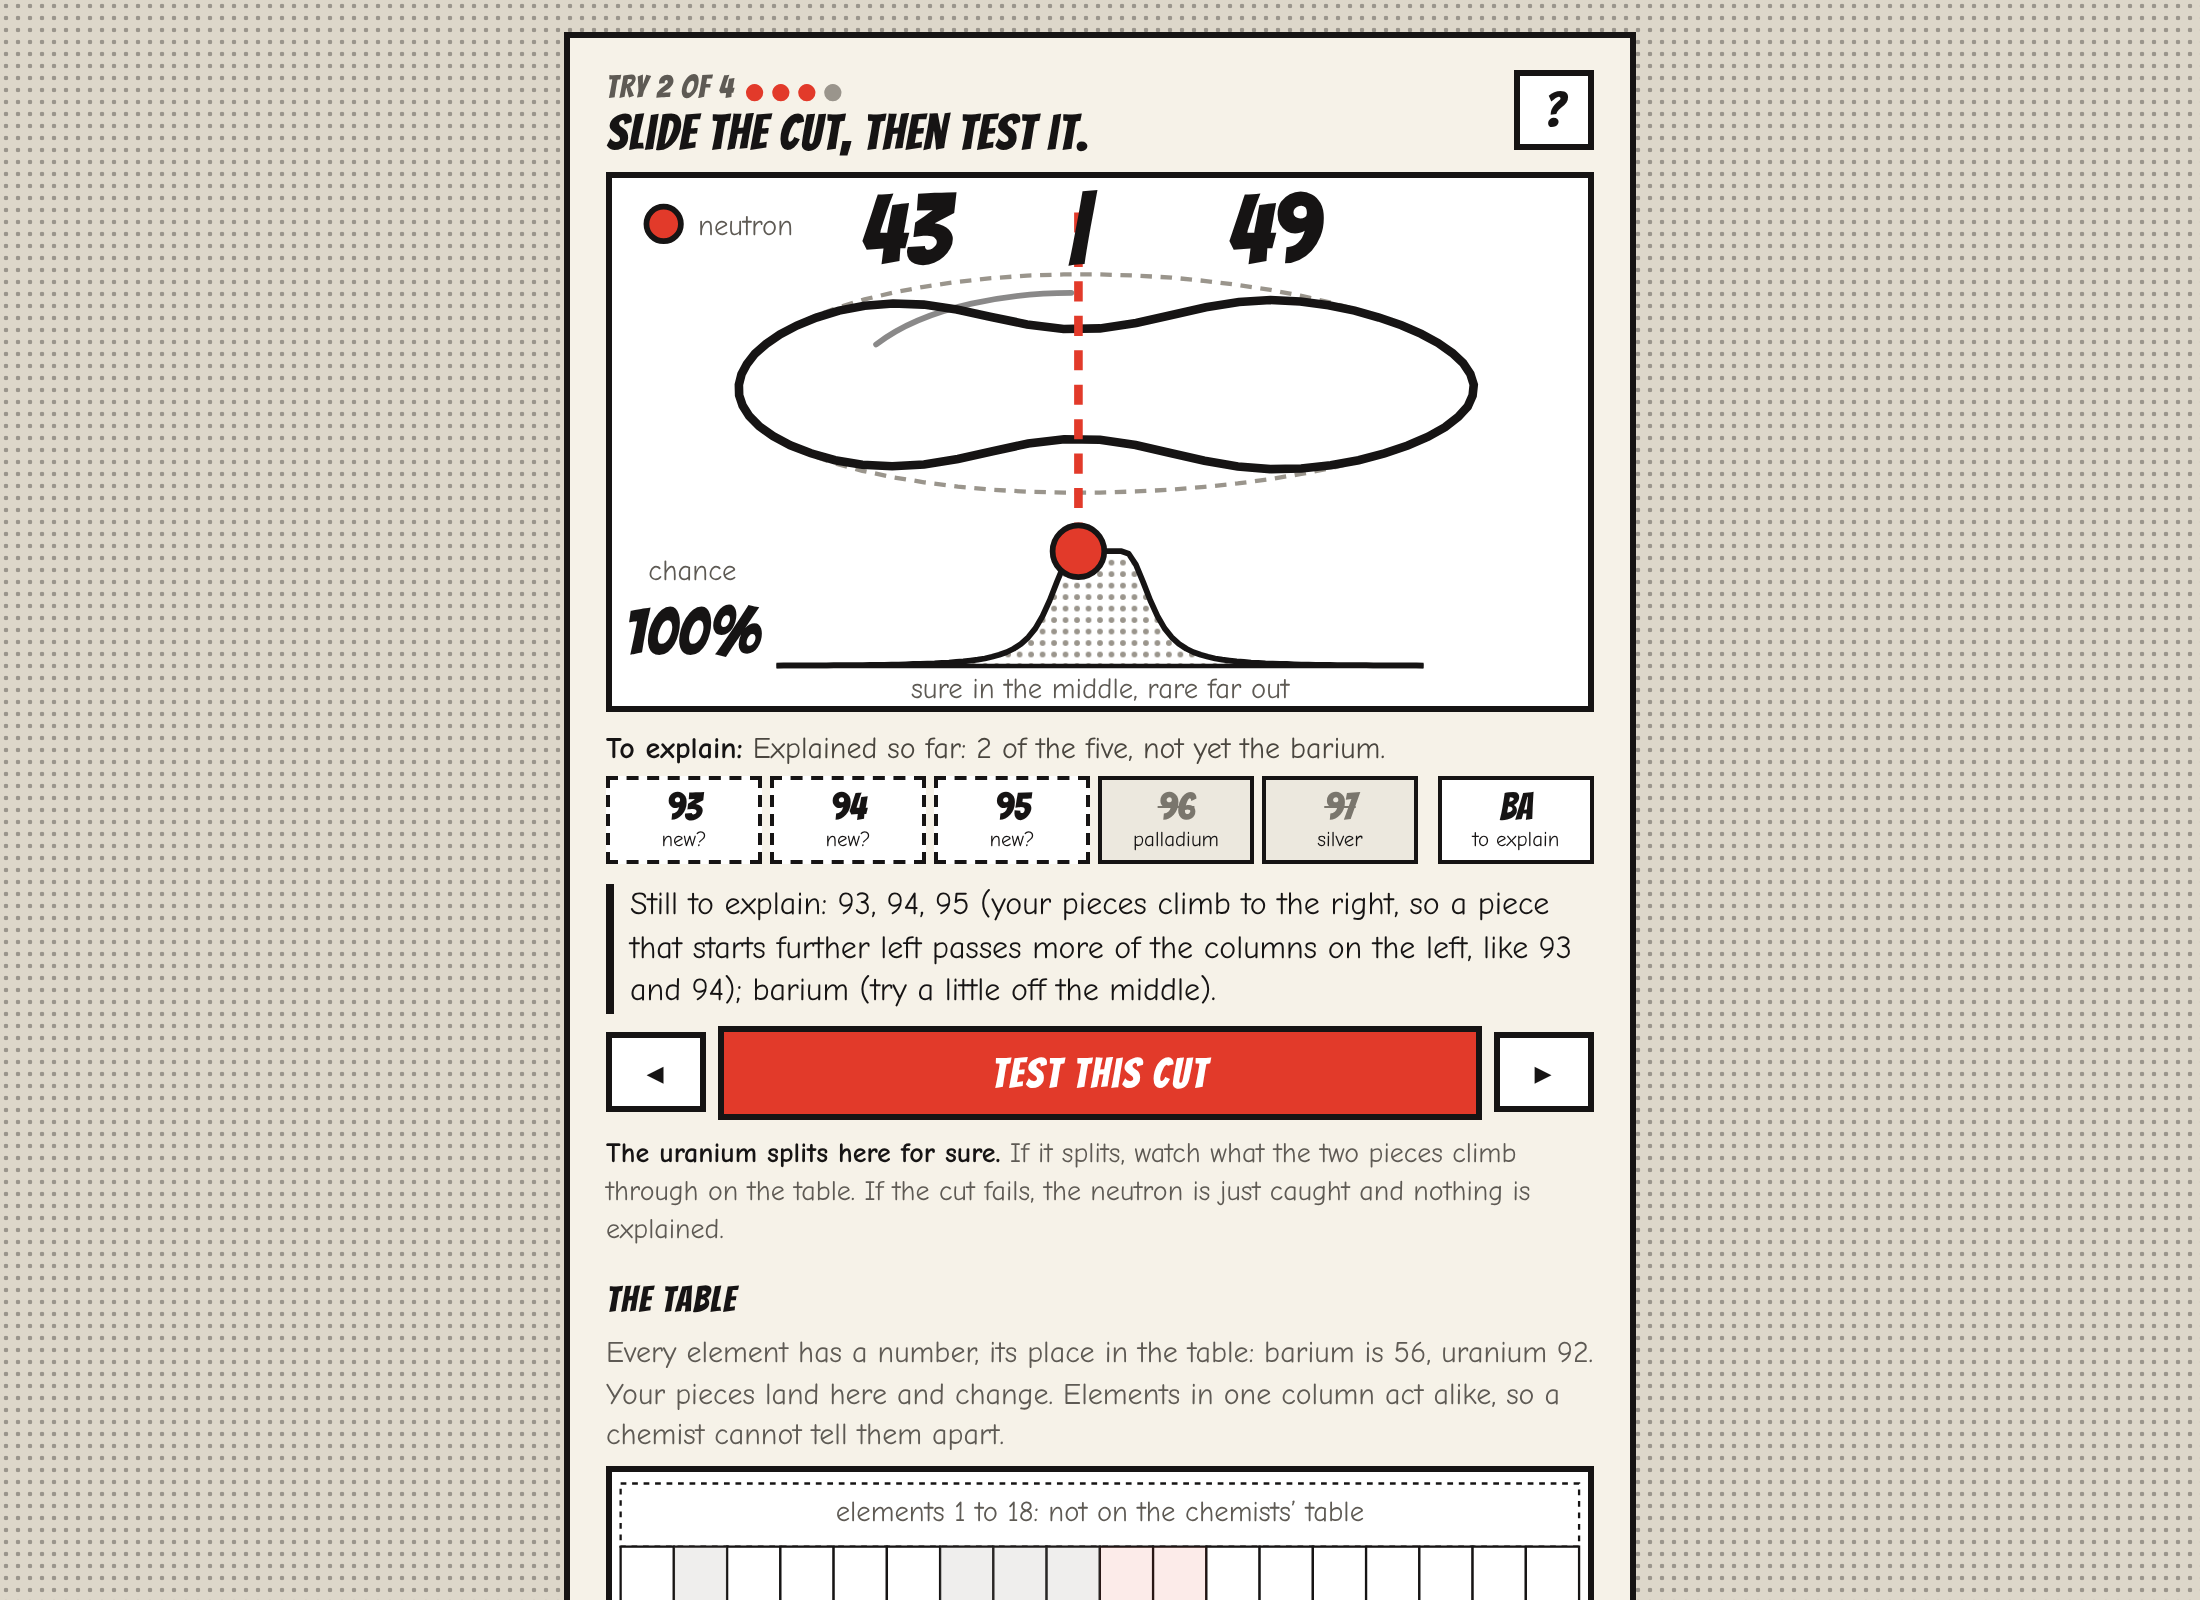 TRY 2 OF 4
SLIDE THE CUT, THEN TEST IT.
?
neutron
43 / 49
chance
100%
sure in the middle, rare far out
To explain: Explained so far: 2 of the five, not yet the barium.
93 94 95 96 97 BA
new? new? new? palladium silver to explain
Still to explain: 93, 94, 95 (your pieces climb to the right, so a piece
that starts further left passes more of the columns on the left, like 93
and 94); barium (try a little off the middle).
◄ TEST THIS CUT ►
The uranium splits here for sure. If it splits, watch what the two pieces climb
through on the table. If the cut fails, the neutron is just caught and nothing is
explained.
THE TABLE
Every element has a number, its place in the table: barium is 56, uranium 92.
Your pieces land here and change. Elements in one column act alike, so a
chemist cannot tell them apart.
elements 1 to 18: not on the chemists’ table